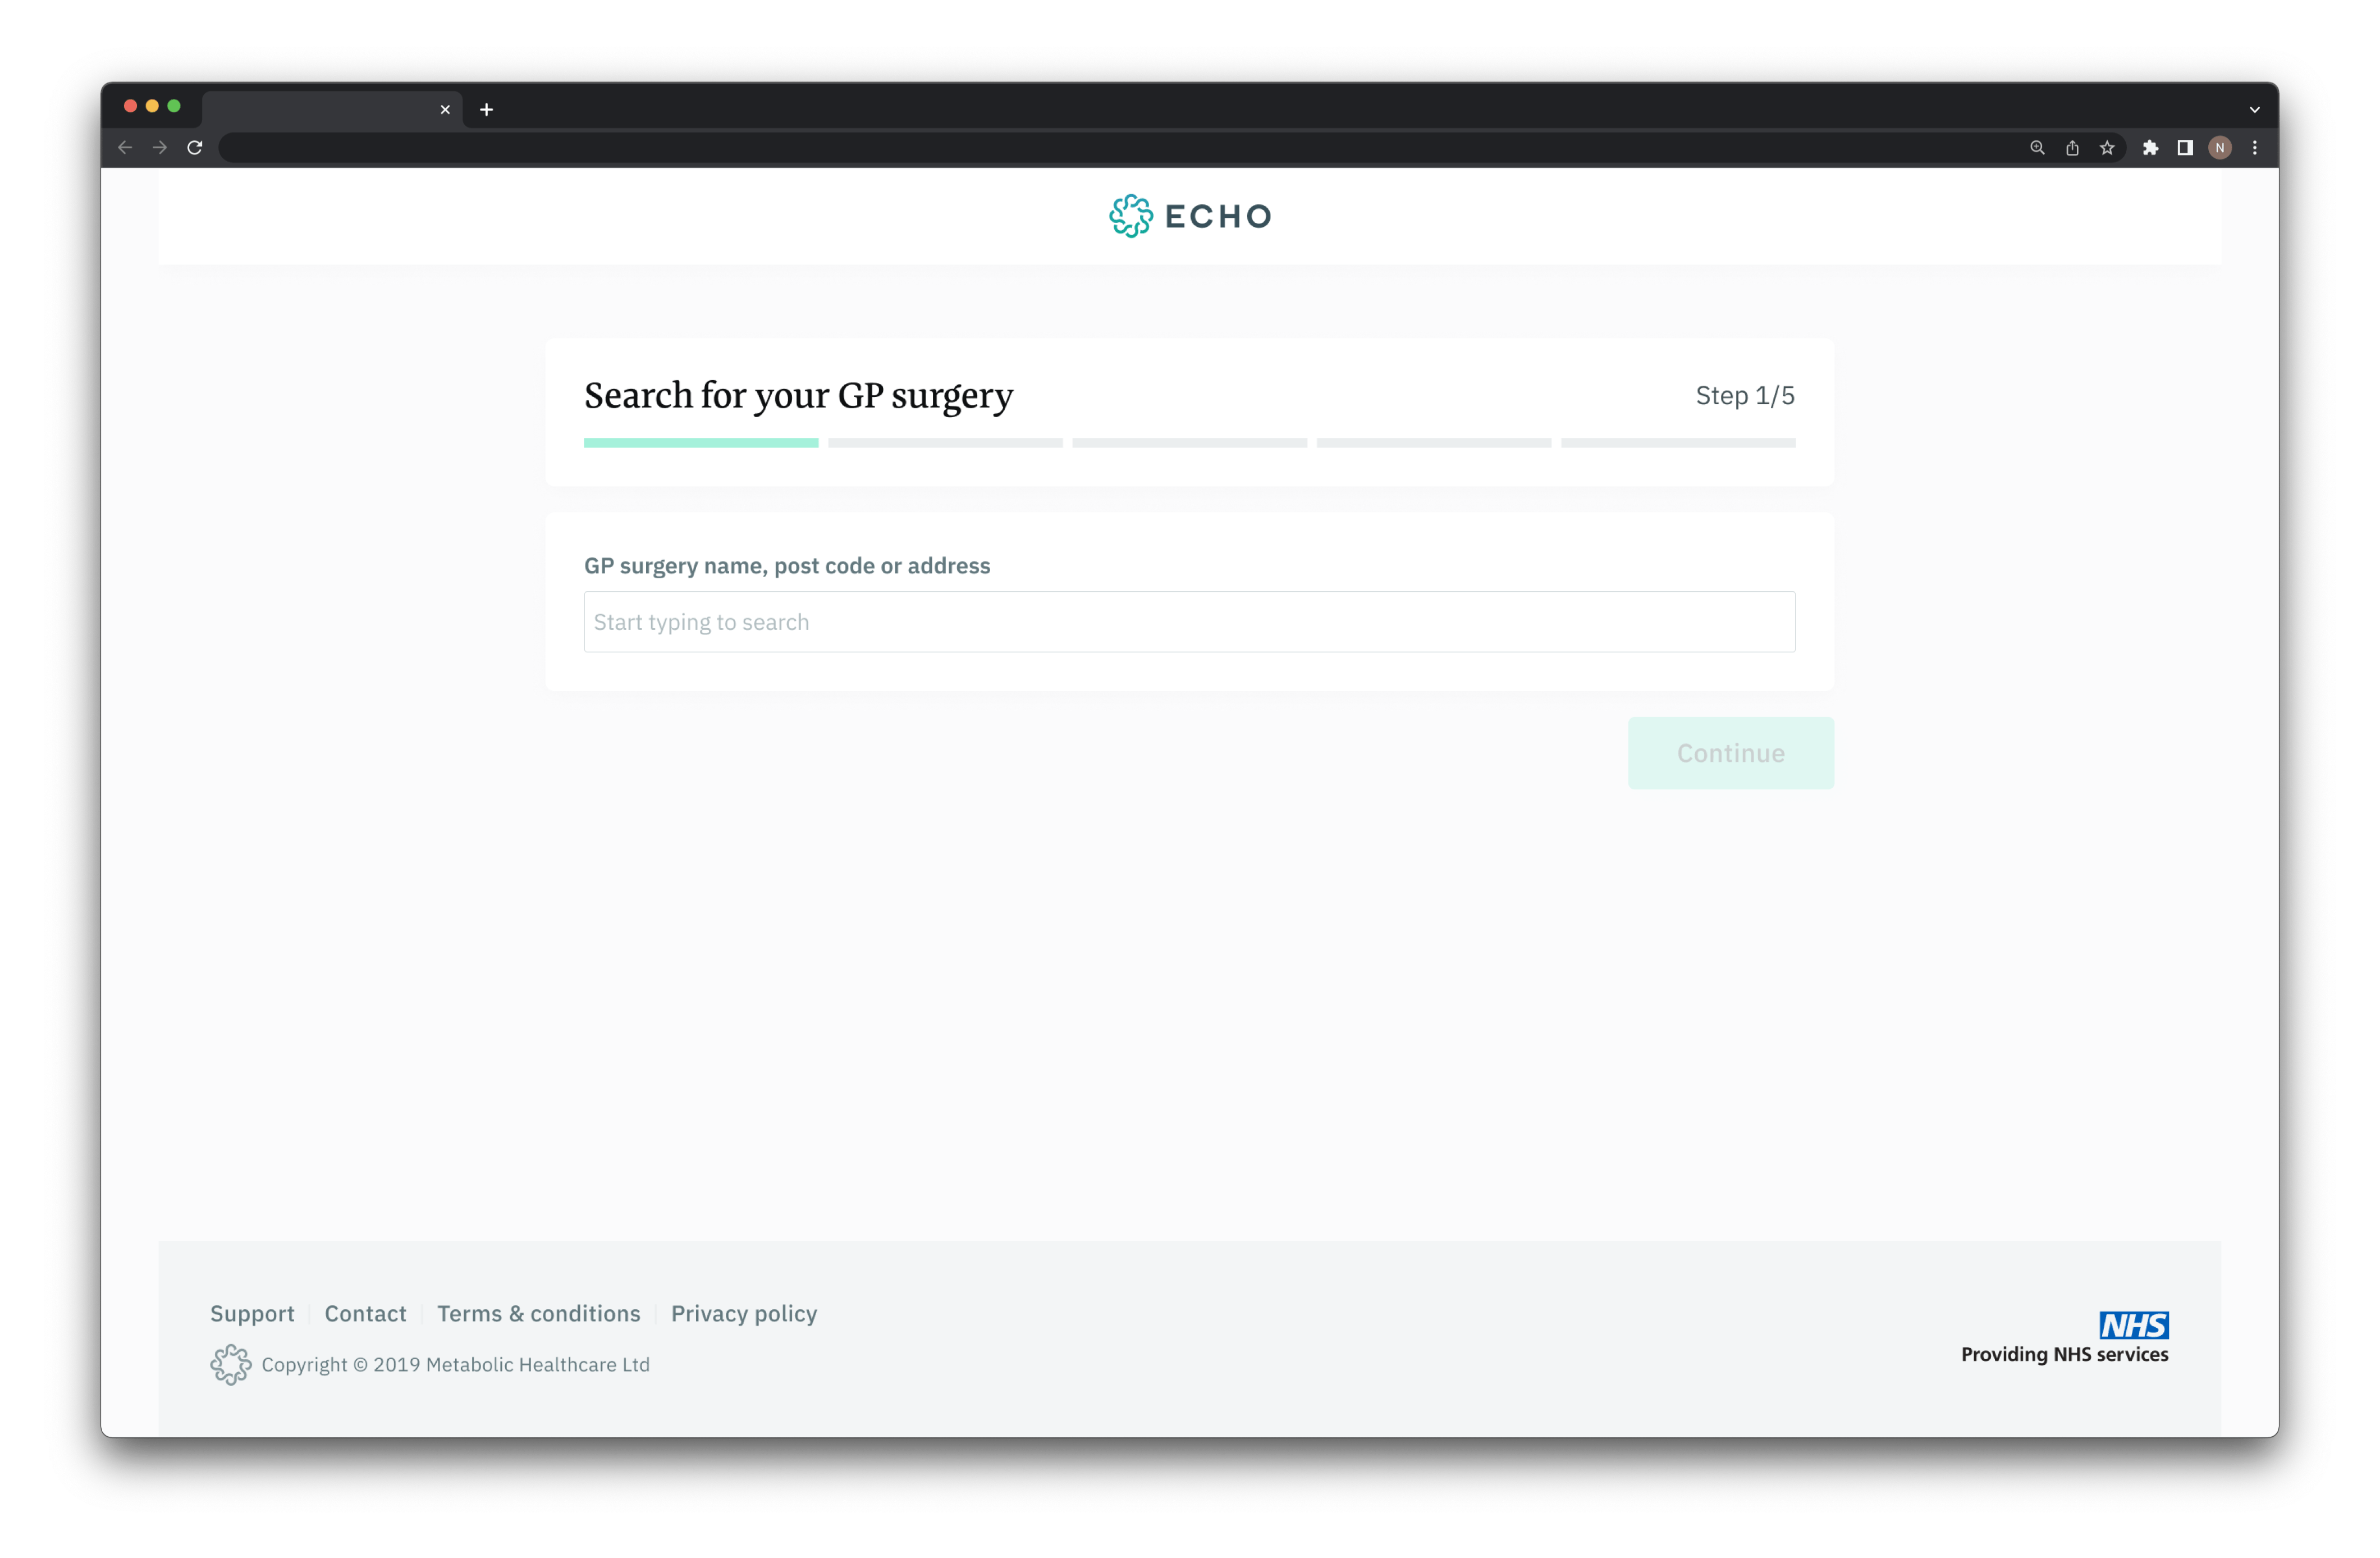 N
ECHO
Search for your GP surgery
Step 1/5
GP surgery name, post code or address
Start typing to search
Continue
Support
Contact
Terms & conditions
Privacy policy
Copyright © 2019 Metabolic Healthcare Ltd
NHS
Providing NHS services